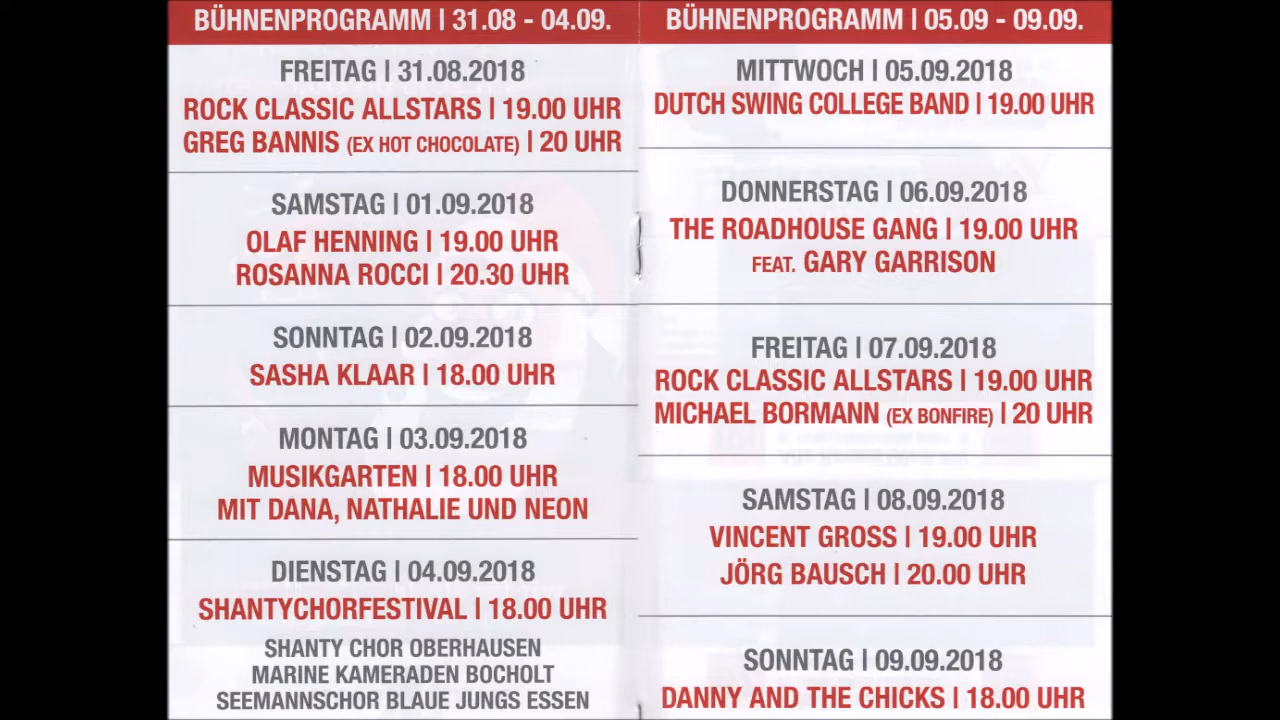 BÜHNENPROGRAMM | 31.08 - 04.09.
FREITAG | 31.08.2018
ROCK CLASSIC ALLSTARS | 19.00 UHR
GREG BANNIS (EX HOT CHOCOLATE) | 20 UHR
SAMSTAG | 01.09.2018
OLAF HENNING | 19.00 UHR
ROSANNA ROCCI | 20.30 UHR
SONNTAG | 02.09.2018
SASHA KLAAR | 18.00 UHR
MONTAG | 03.09.2018
MUSIKGARTEN | 18.00 UHR
MIT DANA, NATHALIE UND NEON
DIENSTAG | 04.09.2018
SHANTYCHORFESTIVAL | 18.00 UHR
SHANTY CHOR OBERHAUSEN
MARINE KAMERADEN BOCHOLT
SEEMANNSCHOR BLAUE JUNGS ESSEN
BÜHNENPROGRAMM | 05.09 - 09.09.
MITTWOCH | 05.09.2018
DUTCH SWING COLLEGE BAND | 19.00 UHR
DONNERSTAG | 06.09.2018
THE ROADHOUSE GANG | 19.00 UHR
FEAT. GARY GARRISON
FREITAG | 07.09.2018
ROCK CLASSIC ALLSTARS | 19.00 UHR
MICHAEL BORMANN (EX BONFIRE) | 20 UHR
SAMSTAG | 08.09.2018
VINCENT GROSS | 19.00 UHR
JÖRG BAUSCH | 20.00 UHR
SONNTAG | 09.09.2018
DANNY AND THE CHICKS | 18.00 UHR